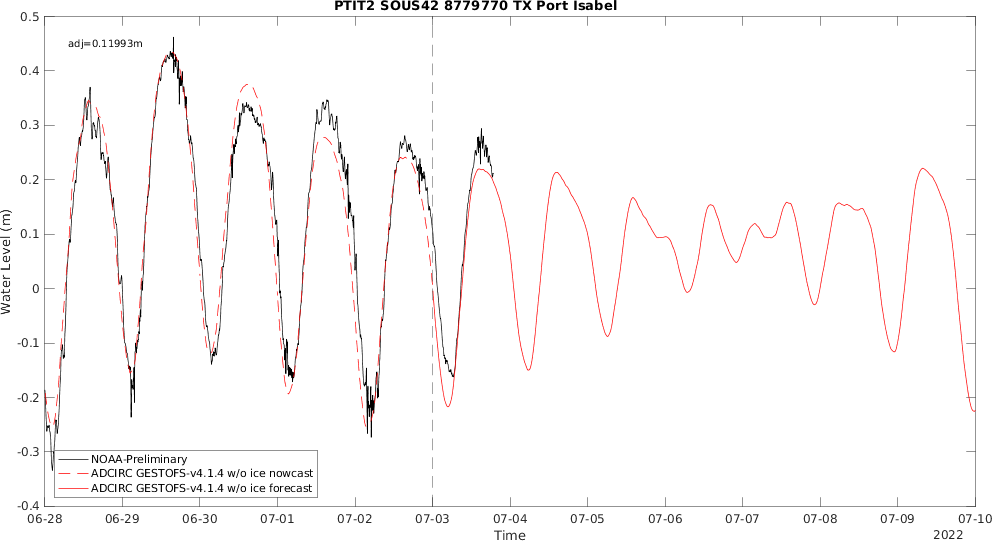 PTIT2 SOUS42 8779770 TX Port Isabel
adj=0.11993m
Water Level (m)
0.5
0.4
0.3
0.2
0.1
0
-0.1
-0.2
-0.3
-0.4
NOAA-Preliminary
ADCIRC GESTOFS-v4.1.4 w/o ice nowcast
ADCIRC GESTOFS-v4.1.4 w/o ice forecast
06-28 06-29 06-30 07-01 07-02 07-03 07-04 07-05 07-06 07-07 07-08 07-09 07-10
Time
2022